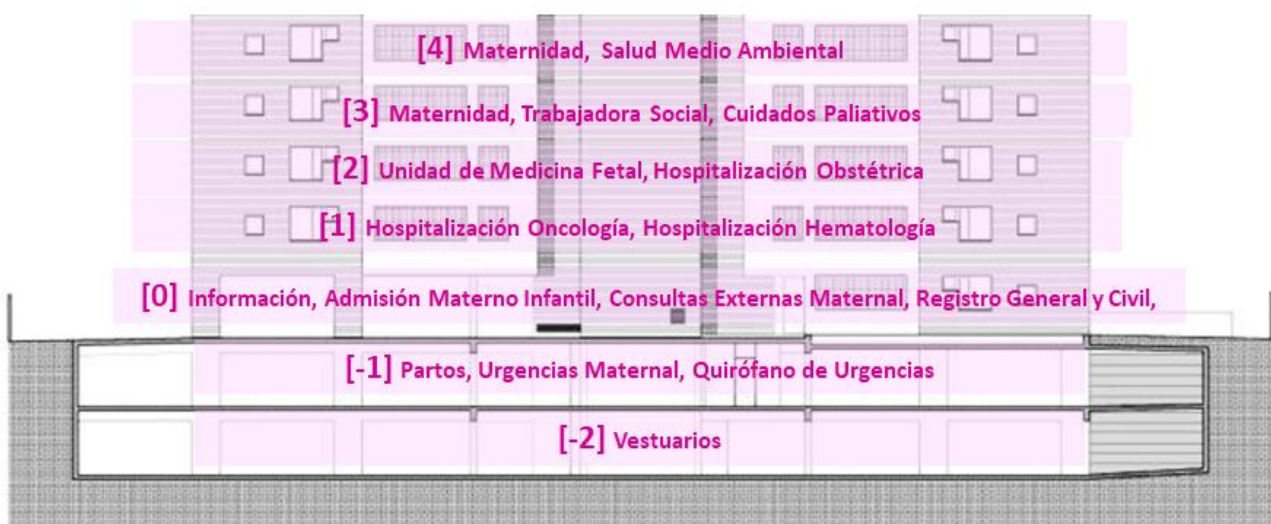 [4] Maternidad, Salud Medio Ambiental
[3] Maternidad, Trabajadora Social, Cuidados Paliativos
[2] Unidad de Medicina Fetal, Hospitalización Obstétrica
[1] Hospitalización Oncología, Hospitalización Hematología
[0] Información, Admisión Materno Infantil, Consultas Externas Maternal, Registro General y Civil,
[-1] Partos, Urgencias Maternal, Quirófano de Urgencias
[-2] Vestuarios